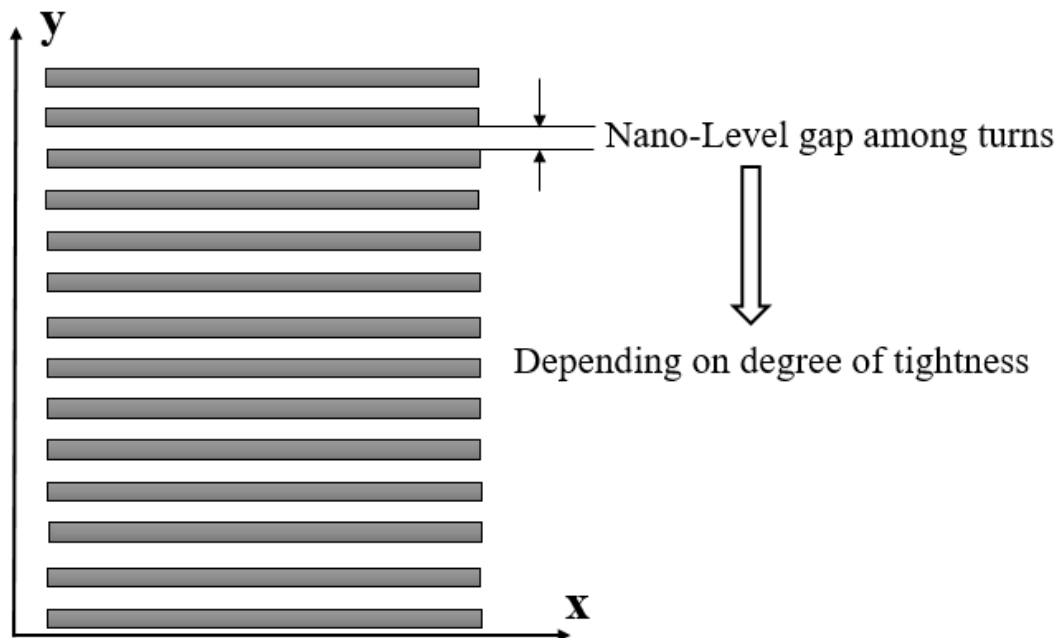 y
Nano-Level gap among turns
Depending on degree of tightness
x